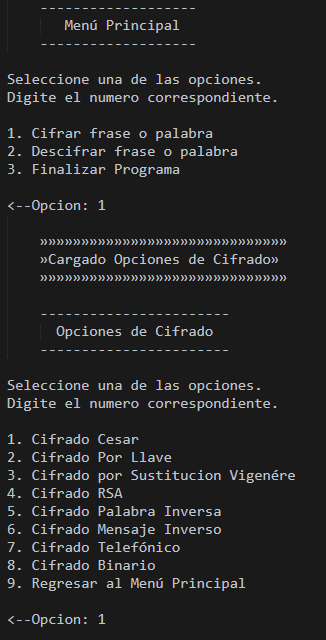 -------------------
Menú Principal
-------------------
Seleccione una de las opciones.
Digite el numero correspondiente.
1. Cifrar frase o palabra
2. Descifrar frase o palabra
3. Finalizar Programa
<--Opcion: 1
»»»»»»»»»»»»»»»»»»»»»»»»»»»»»»
»Cargado Opciones de Cifrado»
»»»»»»»»»»»»»»»»»»»»»»»»»»»»»»
-----------------------
Opciones de Cifrado
-----------------------
Seleccione una de las opciones.
Digite el numero correspondiente.
1. Cifrado Cesar
2. Cifrado Por Llave
3. Cifrado por Sustitucion Vigenére
4. Cifrado RSA
5. Cifrado Palabra Inversa
6. Cifrado Mensaje Inverso
7. Cifrado Telefónico
8. Cifrado Binario
9. Regresar al Menú Principal
<--Opcion: 1